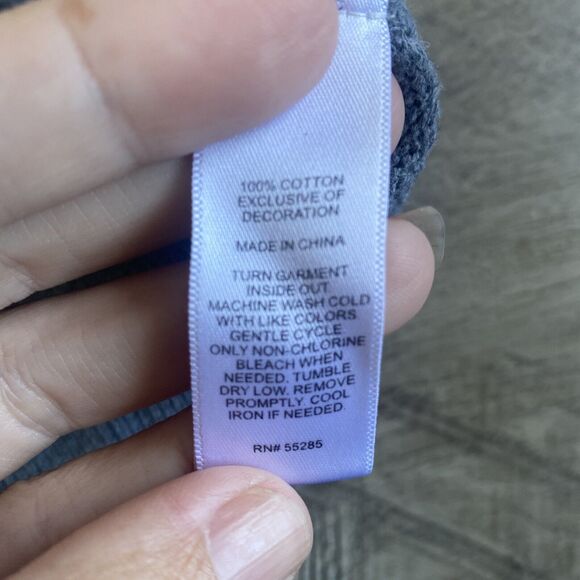 100% COTTON
EXCLUSIVE OF
DECORATION
MADE IN CHINA
TURN GARMENT
INSIDE OUT
MACHINE WASH COLD
WITH LIKE COLORS
GENTLE CYCLE.
ONLY NON-CHLORINE
BLEACH WHEN
NEEDED. TUMBLE
DRY LOW. REMOVE
PROMPTLY. COOL
IRON IF NEEDED.
RN# 55285